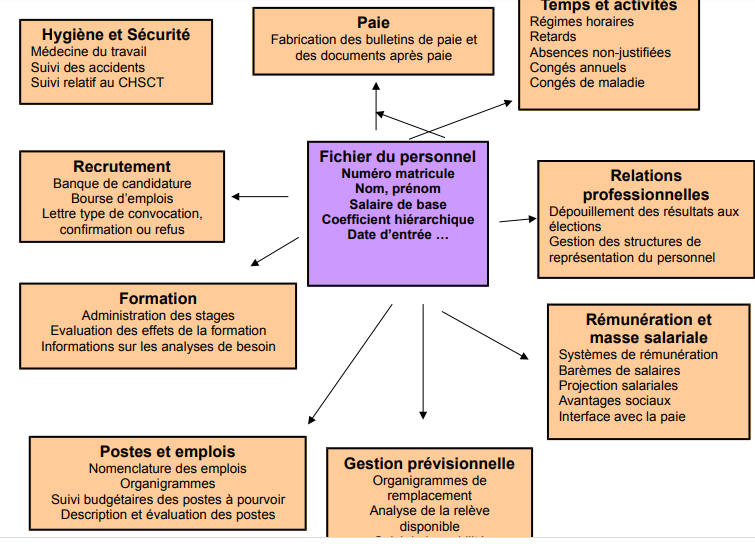 Hygiène et Sécurité
Médecine du travail
Suivi des accidents
Suivi relatif au CHSCT
Paie
Fabrication des bulletins de paie et
des documents après paie
Temps et activités
Régimes horaires
Retards
Absences non-justifiées
Congés annuels
Congés de maladie
Recrutement
Banque de candidature
Bourse d'emplois
Lettre type de convocation,
confirmation ou refus
Fichier du personnel
Numéro matricule
Nom, prénom
Salaire de base
Coefficient hiérarchique
Date d'entrée …
Relations
professionnelles
Dépouillement des résultats aux
élections
Gestion des structures de
représentation du personnel
Formation
Administration des stages
Evaluation des effets de la formation
Informations sur les analyses de besoin
Rémunération et
masse salariale
Systèmes de rémunération
Barèmes de salaires
Projection salariales
Avantages sociaux
Interface avec la paie
Postes et emplois
Nomenclature des emplois
Organigrammes
Suivi budgétaires des postes à pourvoir
Description et évaluation des postes
Gestion prévisionnelle
Organigrammes de
remplacement
Analyse de la relève
disponible